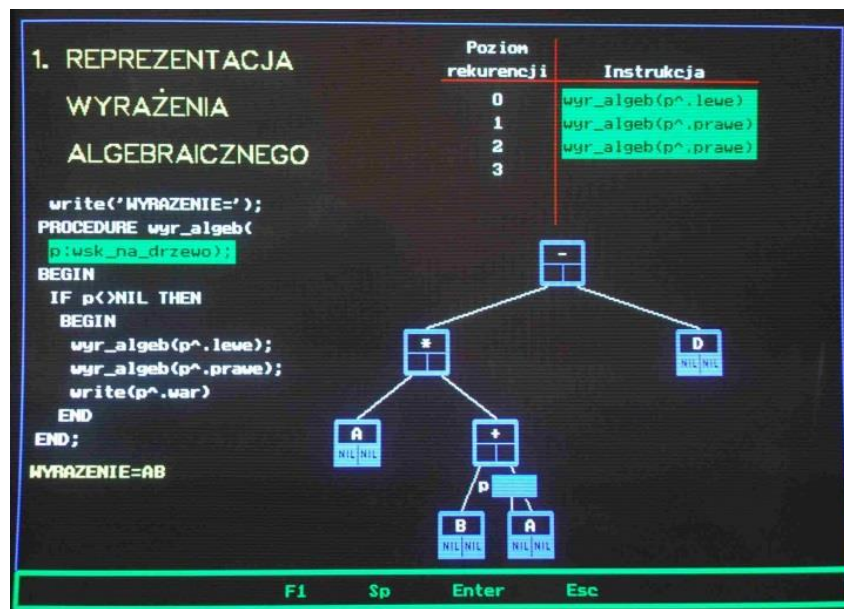 1. REPREZENTACJA
WYRAŻENIA
ALGEBRAICZNEGO
Poziom
rekurencji
Instrukcja
0 wyr_algeb(p^.lewe)
1 wyr_algeb(p^.prawe)
2 wyr_algeb(p^.prawe)
3
write('WYRAZENIE=');
PROCEDURE wyr_algeb(
p:wsk_na_drzewo);
BEGIN
IF p<>NIL THEN
BEGIN
wyr_algeb(p^.lewe);
wyr_algeb(p^.prawe);
write(p^.war)
END
END;
WYRAZENIE=AB
-
* D
NIL NIL
A +
NIL NIL
p
B A
NIL NIL NIL NIL
F1 Sp Enter Esc